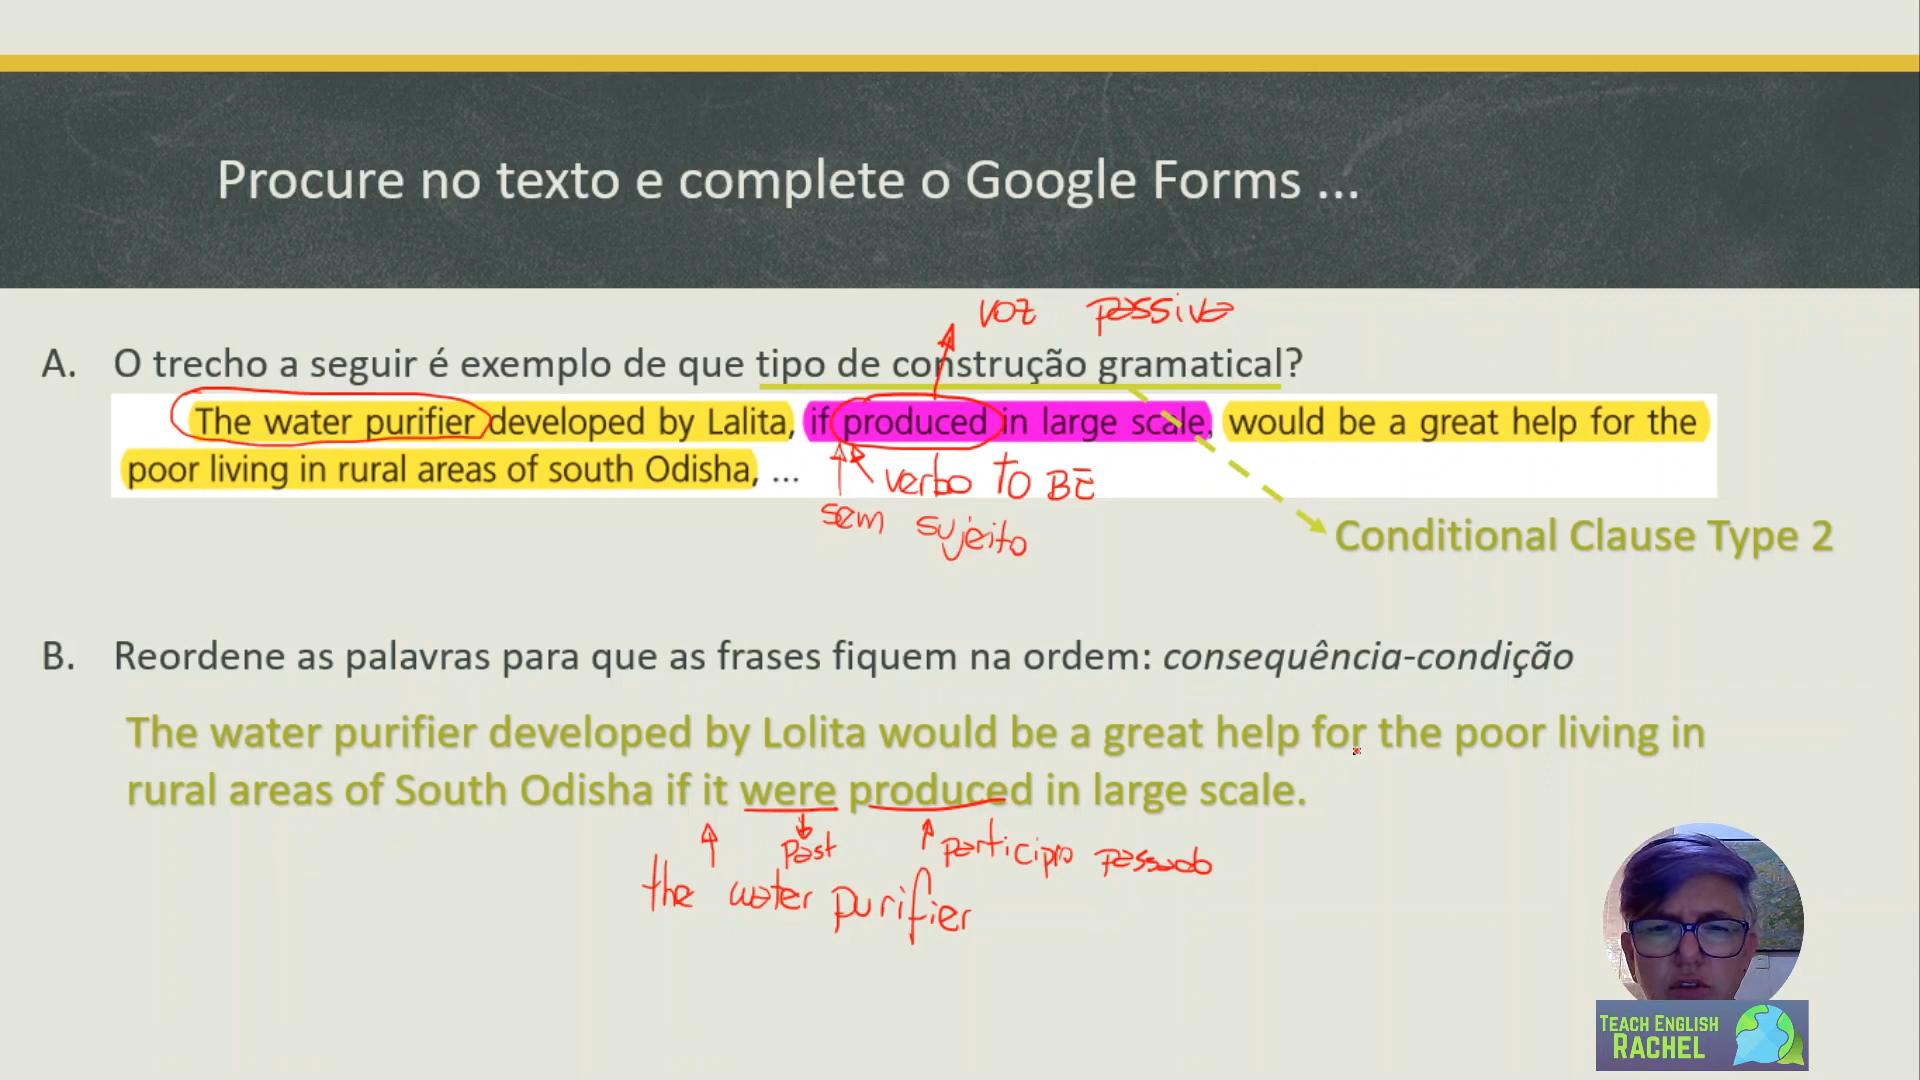 Procure no texto e complete o Google Forms ...
voz passiva
A. O trecho a seguir é exemplo de que tipo de construção gramatical?
The water purifier developed by Lalita, if produced in large scale, would be a great help for the
poor living in rural areas of south Odisha, ...
verbo TO BE
sem sujeito
Conditional Clause Type 2
B. Reordene as palavras para que as frases fiquem na ordem: consequência-condição
The water purifier developed by Lolita would be a great help for the poor living in
rural areas of South Odisha if it were produced in large scale.
past
particípio passado
the water purifier
TEACH ENGLISH
RACHEL